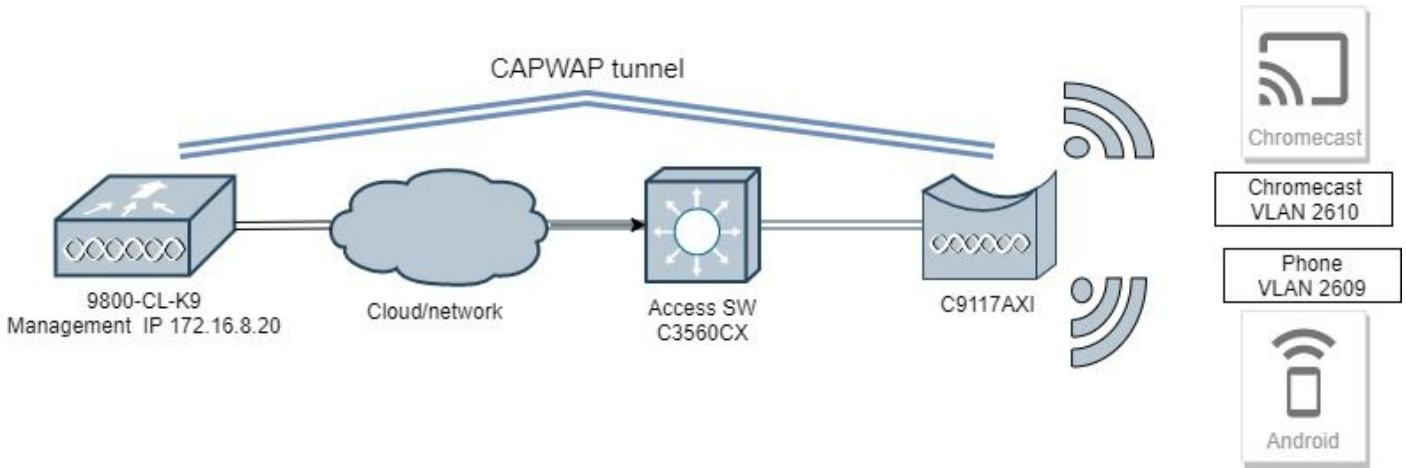 CAPWAP tunnel
9800-CL-K9
Management IP 172.16.8.20
Cloud/network
Access SW
C3560CX
C9117AXI
Chromecast
Chromecast
VLAN 2610
Phone
VLAN 2609
Android